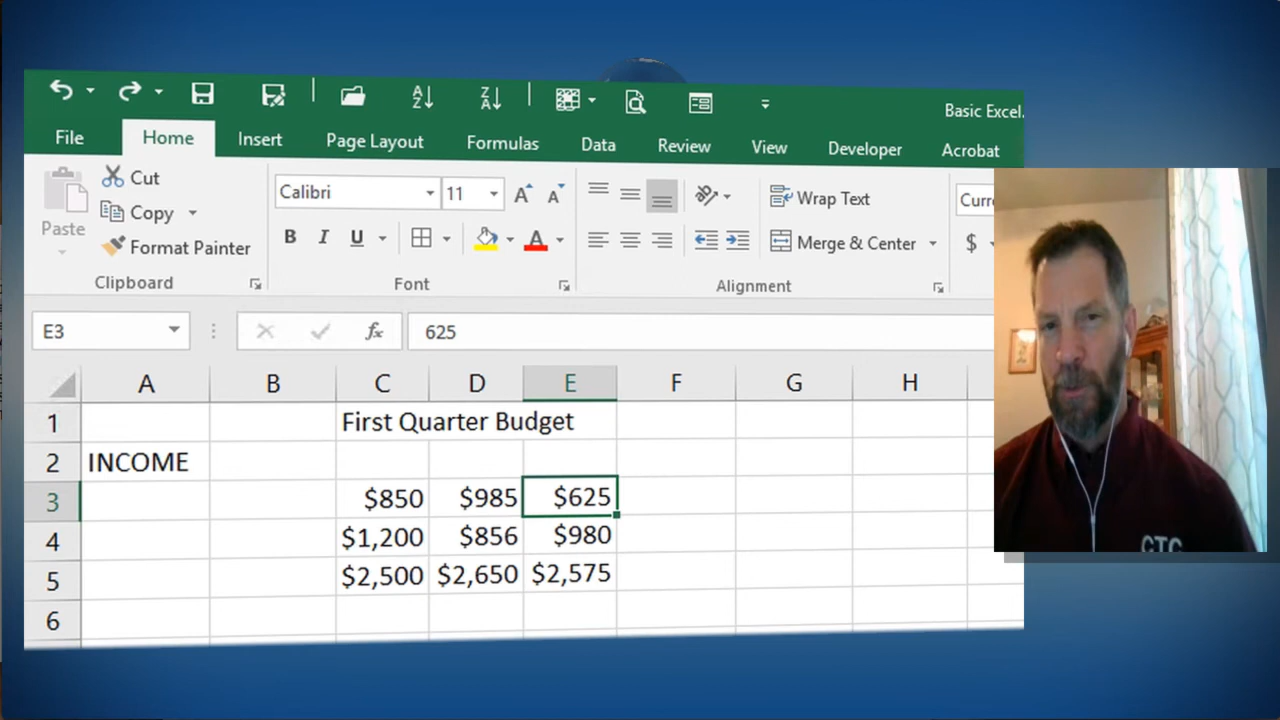 Basic Excel.
File Home Insert Page Layout Formulas Data Review View Developer Acrobat
Paste
Cut
Copy
Format Painter
Clipboard
Calibri 11
B I U A
Font
Wrap Text
Merge & Center
Alignment
Curr
$
E3 fx 625
A B C D E F G H
1 First Quarter Budget
2 INCOME
3 $850 $985 $625
4 $1,200 $856 $980
5 $2,500 $2,650 $2,575
6
CTC